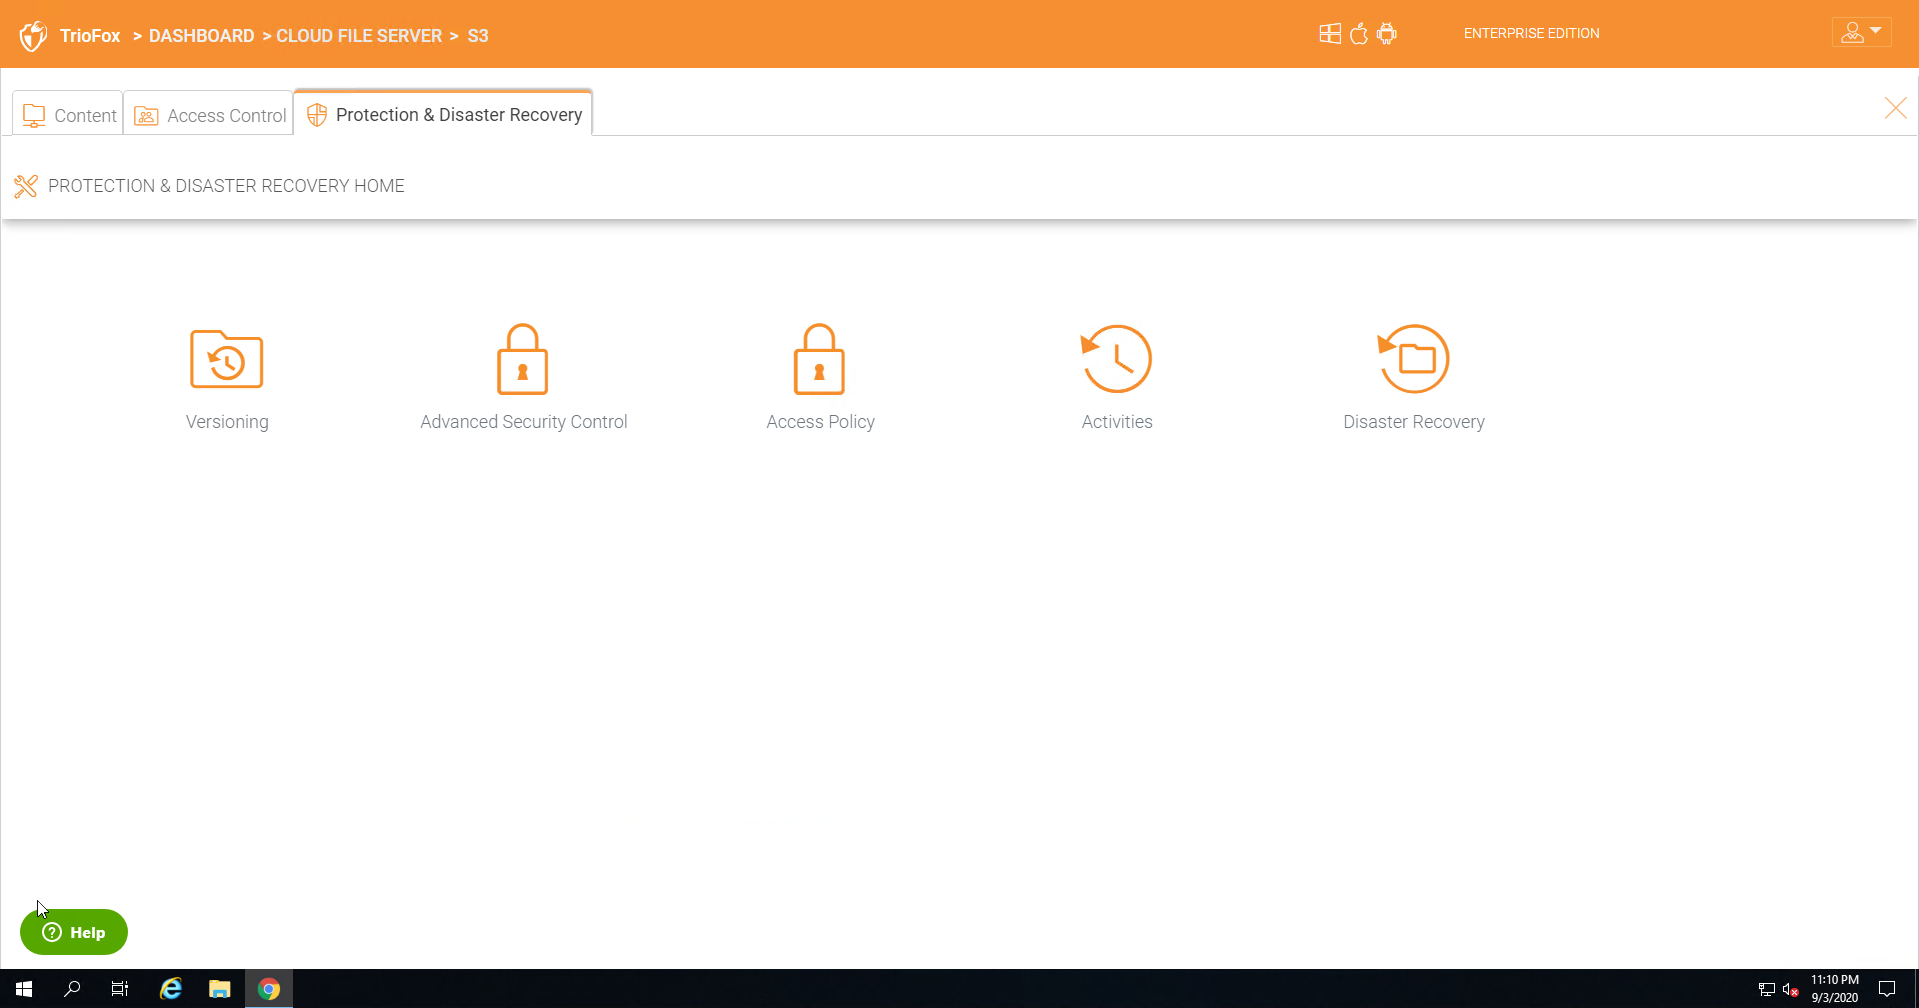 TrioFox > DASHBOARD > CLOUD FILE SERVER > S3
ENTERPRISE EDITION
Content
Access Control
Protection & Disaster Recovery
PROTECTION & DISASTER RECOVERY HOME
Versioning
Advanced Security Control
Access Policy
Activities
Disaster Recovery
? Help
11:10 PM
9/3/2020